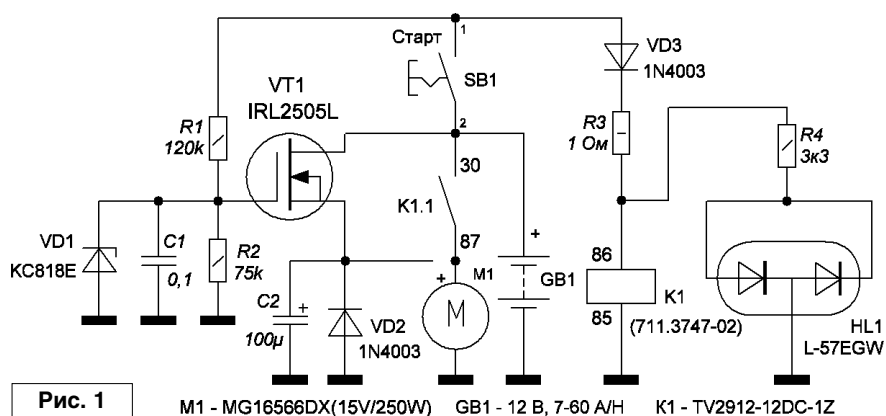 1
Старт
VD3
1N4003
SB1
VT1
IRL2505L
R1
120k
2
R3
1 Ом
R4
3к3
30
K1.1
87
VD1
KC818E
C1
0,1
R2
75k
C2
+
100µ
VD2
1N4003
+
M1
M
+
GB1
86
85
K1
(711.3747-02)
HL1
L-57EGW
Рис. 1
M1 - MG16566DX(15V/250W) GB1 - 12 В, 7-60 А/Н K1 - TV2912-12DC-1Z